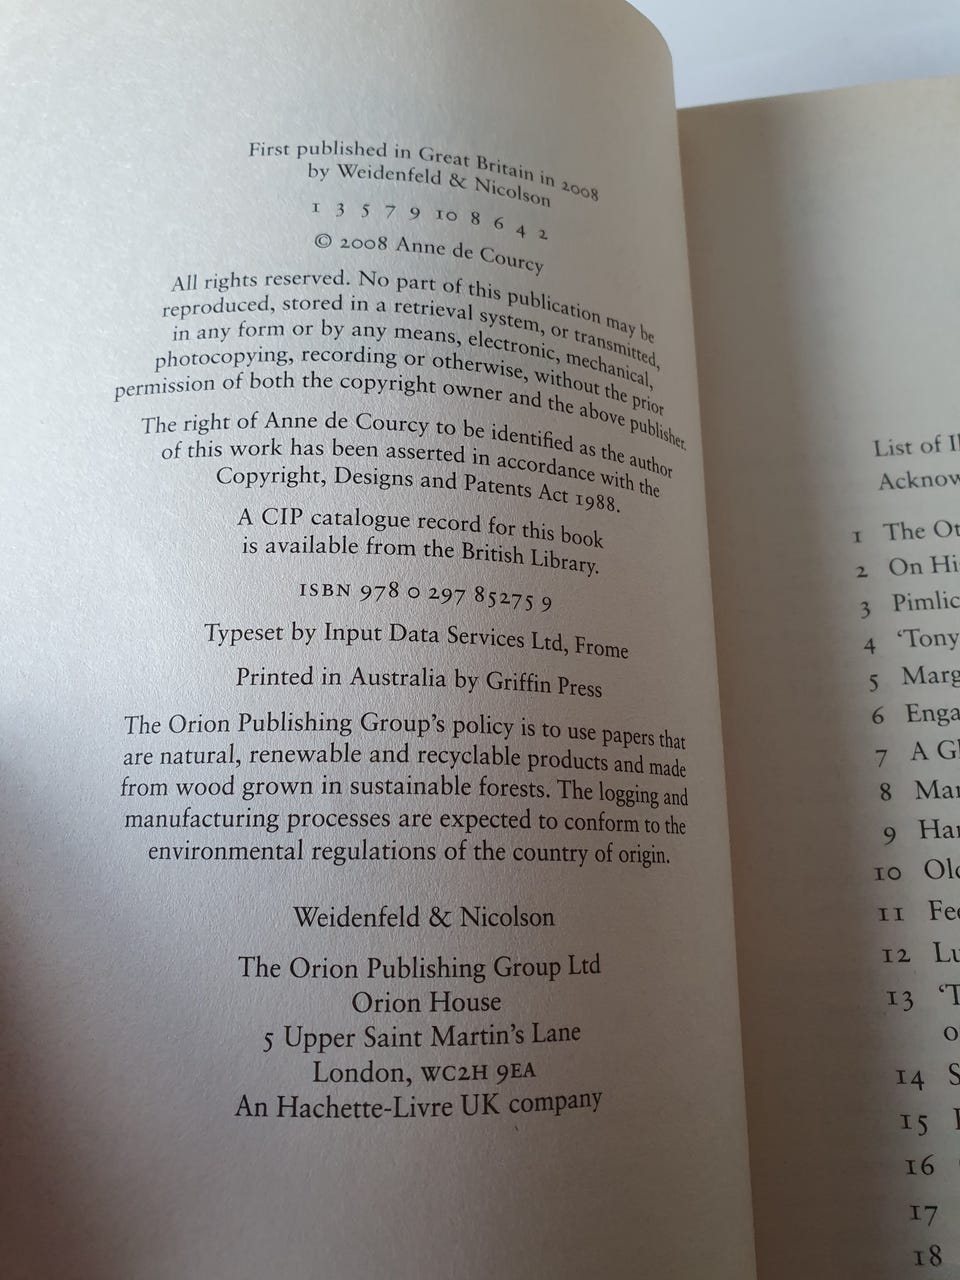 First published in Great Britain in 2008
by Weidenfeld & Nicolson
1 3 5 7 9 10 8 6 4 2
© 2008 Anne de Courcy
All rights reserved. No part of this publication may be
reproduced, stored in a retrieval system, or transmitted,
in any form or by any means, electronic, mechanical,
photocopying, recording or otherwise, without the prior
permission of both the copyright owner and the above publisher.
The right of Anne de Courcy to be identified as the author
of this work has been asserted in accordance with the
Copyright, Designs and Patents Act 1988.
A CIP catalogue record for this book
is available from the British Library.
ISBN 978 0 297 85275 9
Typeset by Input Data Services Ltd, Frome
Printed in Australia by Griffin Press
The Orion Publishing Group's policy is to use papers that
are natural, renewable and recyclable products and made
from wood grown in sustainable forests. The logging and
manufacturing processes are expected to conform to the
environmental regulations of the country of origin.
Weidenfeld & Nicolson
The Orion Publishing Group Ltd
Orion House
5 Upper Saint Martin's Lane
London, WC2H 9EA
An Hachette-Livre UK company
List of
Acknow
1 The
2 On
3 Pimlic
4 'Tony
5 Marg
6 Enga
7 A
8 Mar
9 Har
10
11
12
13
14
15
16
17
18